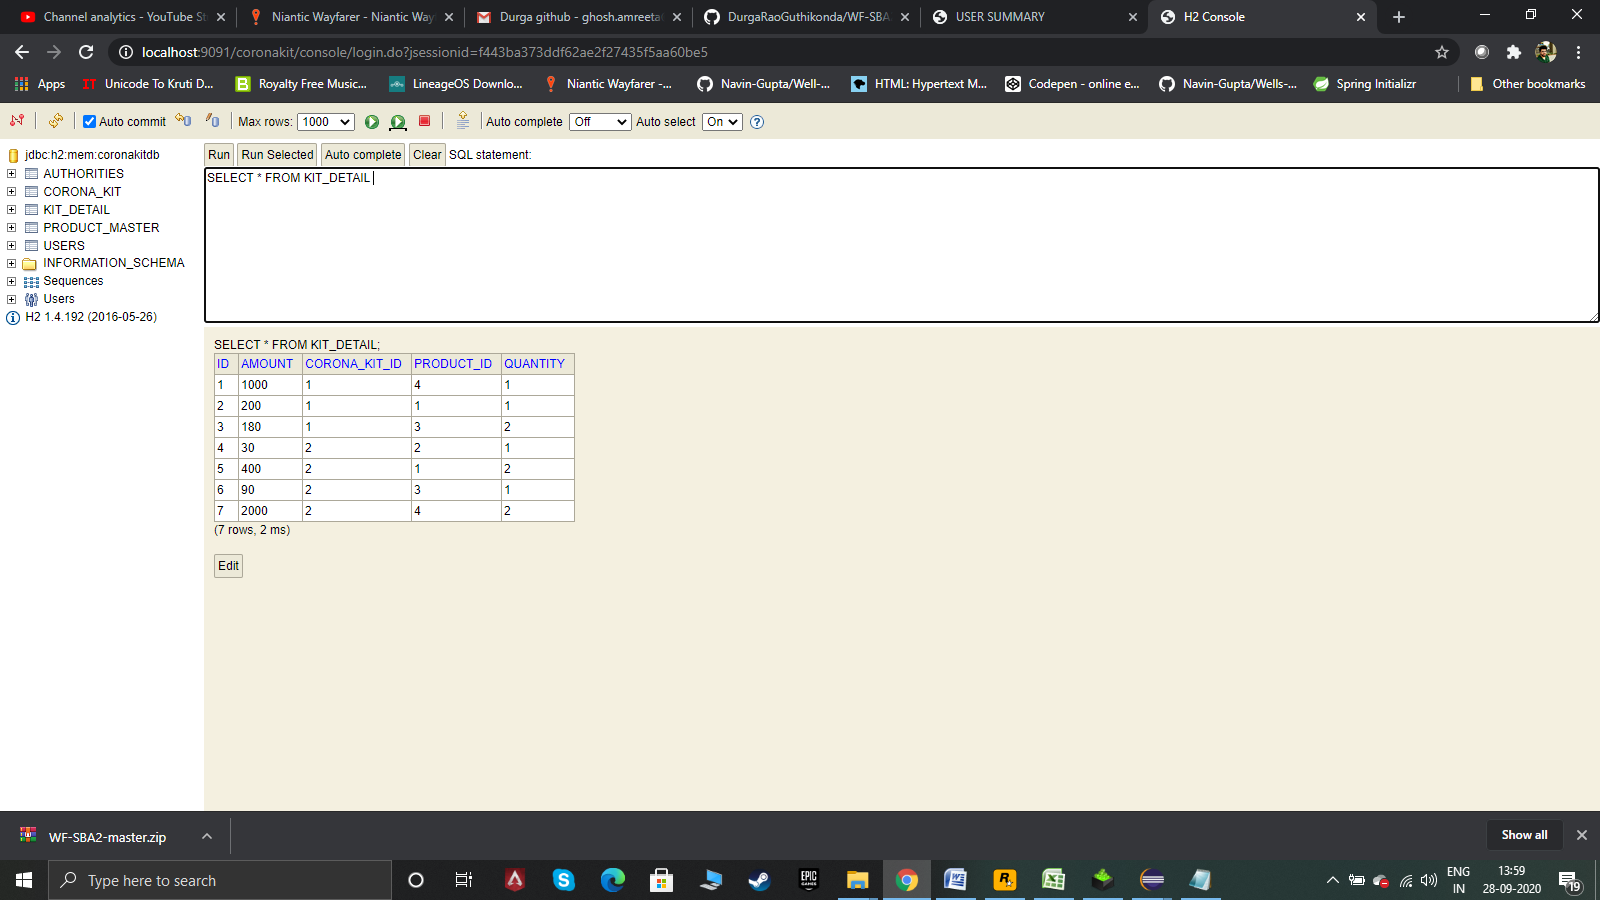 Channel analytics - YouTube St
Niantic Wayfarer - Niantic Way
Durga github - ghosh.amreeta
DurgaRaoGuthikonda/WF-SBA
USER SUMMARY
H2 Console
localhost:9091/coronakit/console/login.do?jsessionid=f443ba373ddf62ae2f27435f5aa60be5
Apps
IT Unicode To Kruti D...
B Royalty Free Music...
LineageOS Downlo...
Niantic Wayfarer -...
Navin-Gupta/Well-...
HTML: Hypertext M...
Codepen - online e...
Navin-Gupta/Wells-...
Spring Initializr
Other bookmarks
Auto commit Max rows: 1000 Auto complete Off Auto select On
jdbc:h2:mem:coronakitdb
AUTHORITIES
CORONA_KIT
KIT_DETAIL
PRODUCT_MASTER
USERS
INFORMATION_SCHEMA
Sequences
Users
H2 1.4.192 (2016-05-26)
Run Run Selected Auto complete Clear SQL statement:
SELECT * FROM KIT_DETAIL
SELECT * FROM KIT_DETAIL;
ID AMOUNT CORONA_KIT_ID PRODUCT_ID QUANTITY
1 1000 1 4 1
2 200 1 1 1
3 180 1 3 2
4 30 2 2 1
5 400 2 1 2
6 90 2 3 1
7 2000 2 4 2
(7 rows, 2 ms)
Edit
WF-SBA2-master.zip
Show all
Type here to search
EPIC GAMES
ENG
IN
13:59
28-09-2020
19